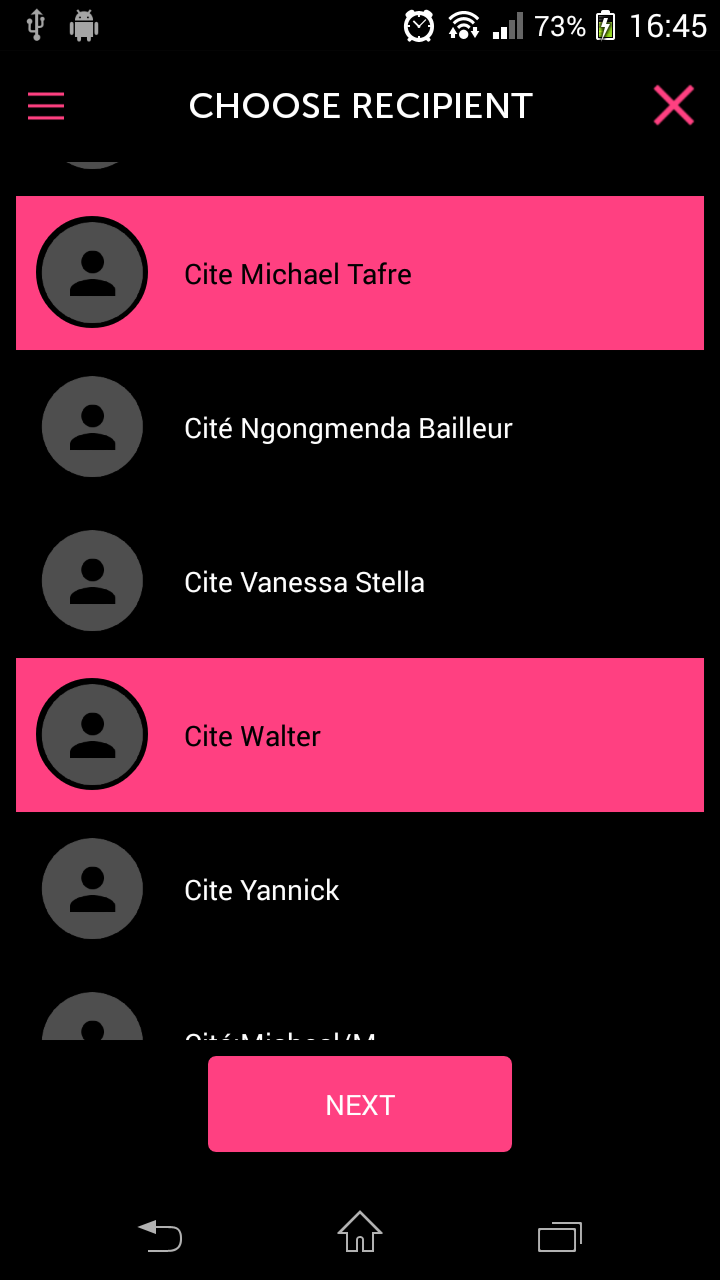 73% 16:45
CHOOSE RECIPIENT
Cite Michael Tafre
Cité Ngongmenda Bailleur
Cite Vanessa Stella
Cite Walter
Cite Yannick
NEXT